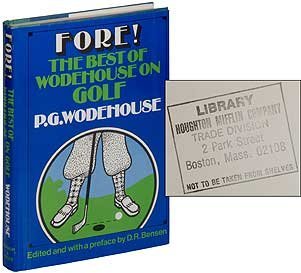 FORE!
THE BEST OF
WODEHOUSE ON
GOLF
P.G. WODEHOUSE
Edited and with a preface by D.R. Bensen
FORE!
THE BEST OF
WODEHOUSE
ON GOLF
WODEHOUSE
LIBRARY
HOUGHTON MIFFLIN COMPANY
TRADE DIVISION
2 Park Street
Boston, Mass. 02108
NOT TO BE TAKEN FROM SHELVES